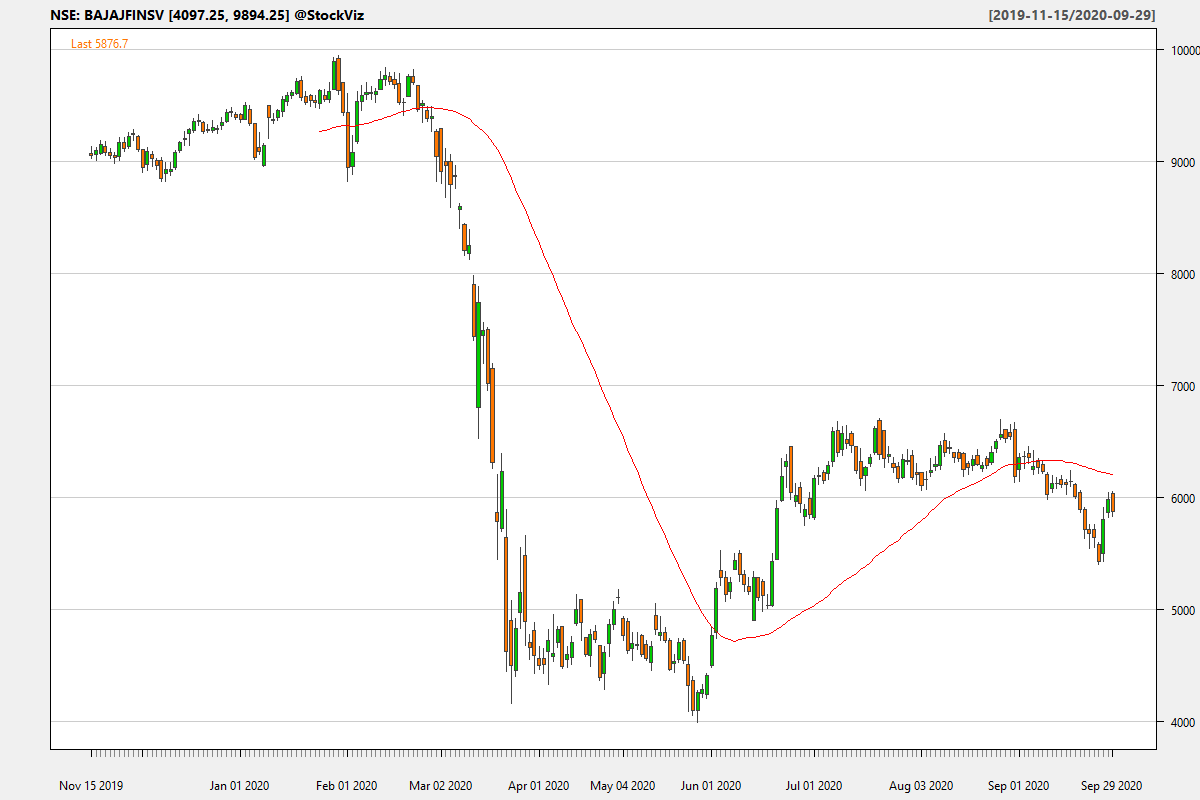 NSE: BAJAJFINSV [4097.25, 9894.25] @StockViz [2019-11-15/2020-09-29]
Last 5876.7
10000
9000
8000
7000
6000
5000
4000
Nov 15 2019 Jan 01 2020 Feb 01 2020 Mar 02 2020 Apr 01 2020 May 04 2020 Jun 01 2020 Jul 01 2020 Aug 03 2020 Sep 01 2020 Sep 29 2020